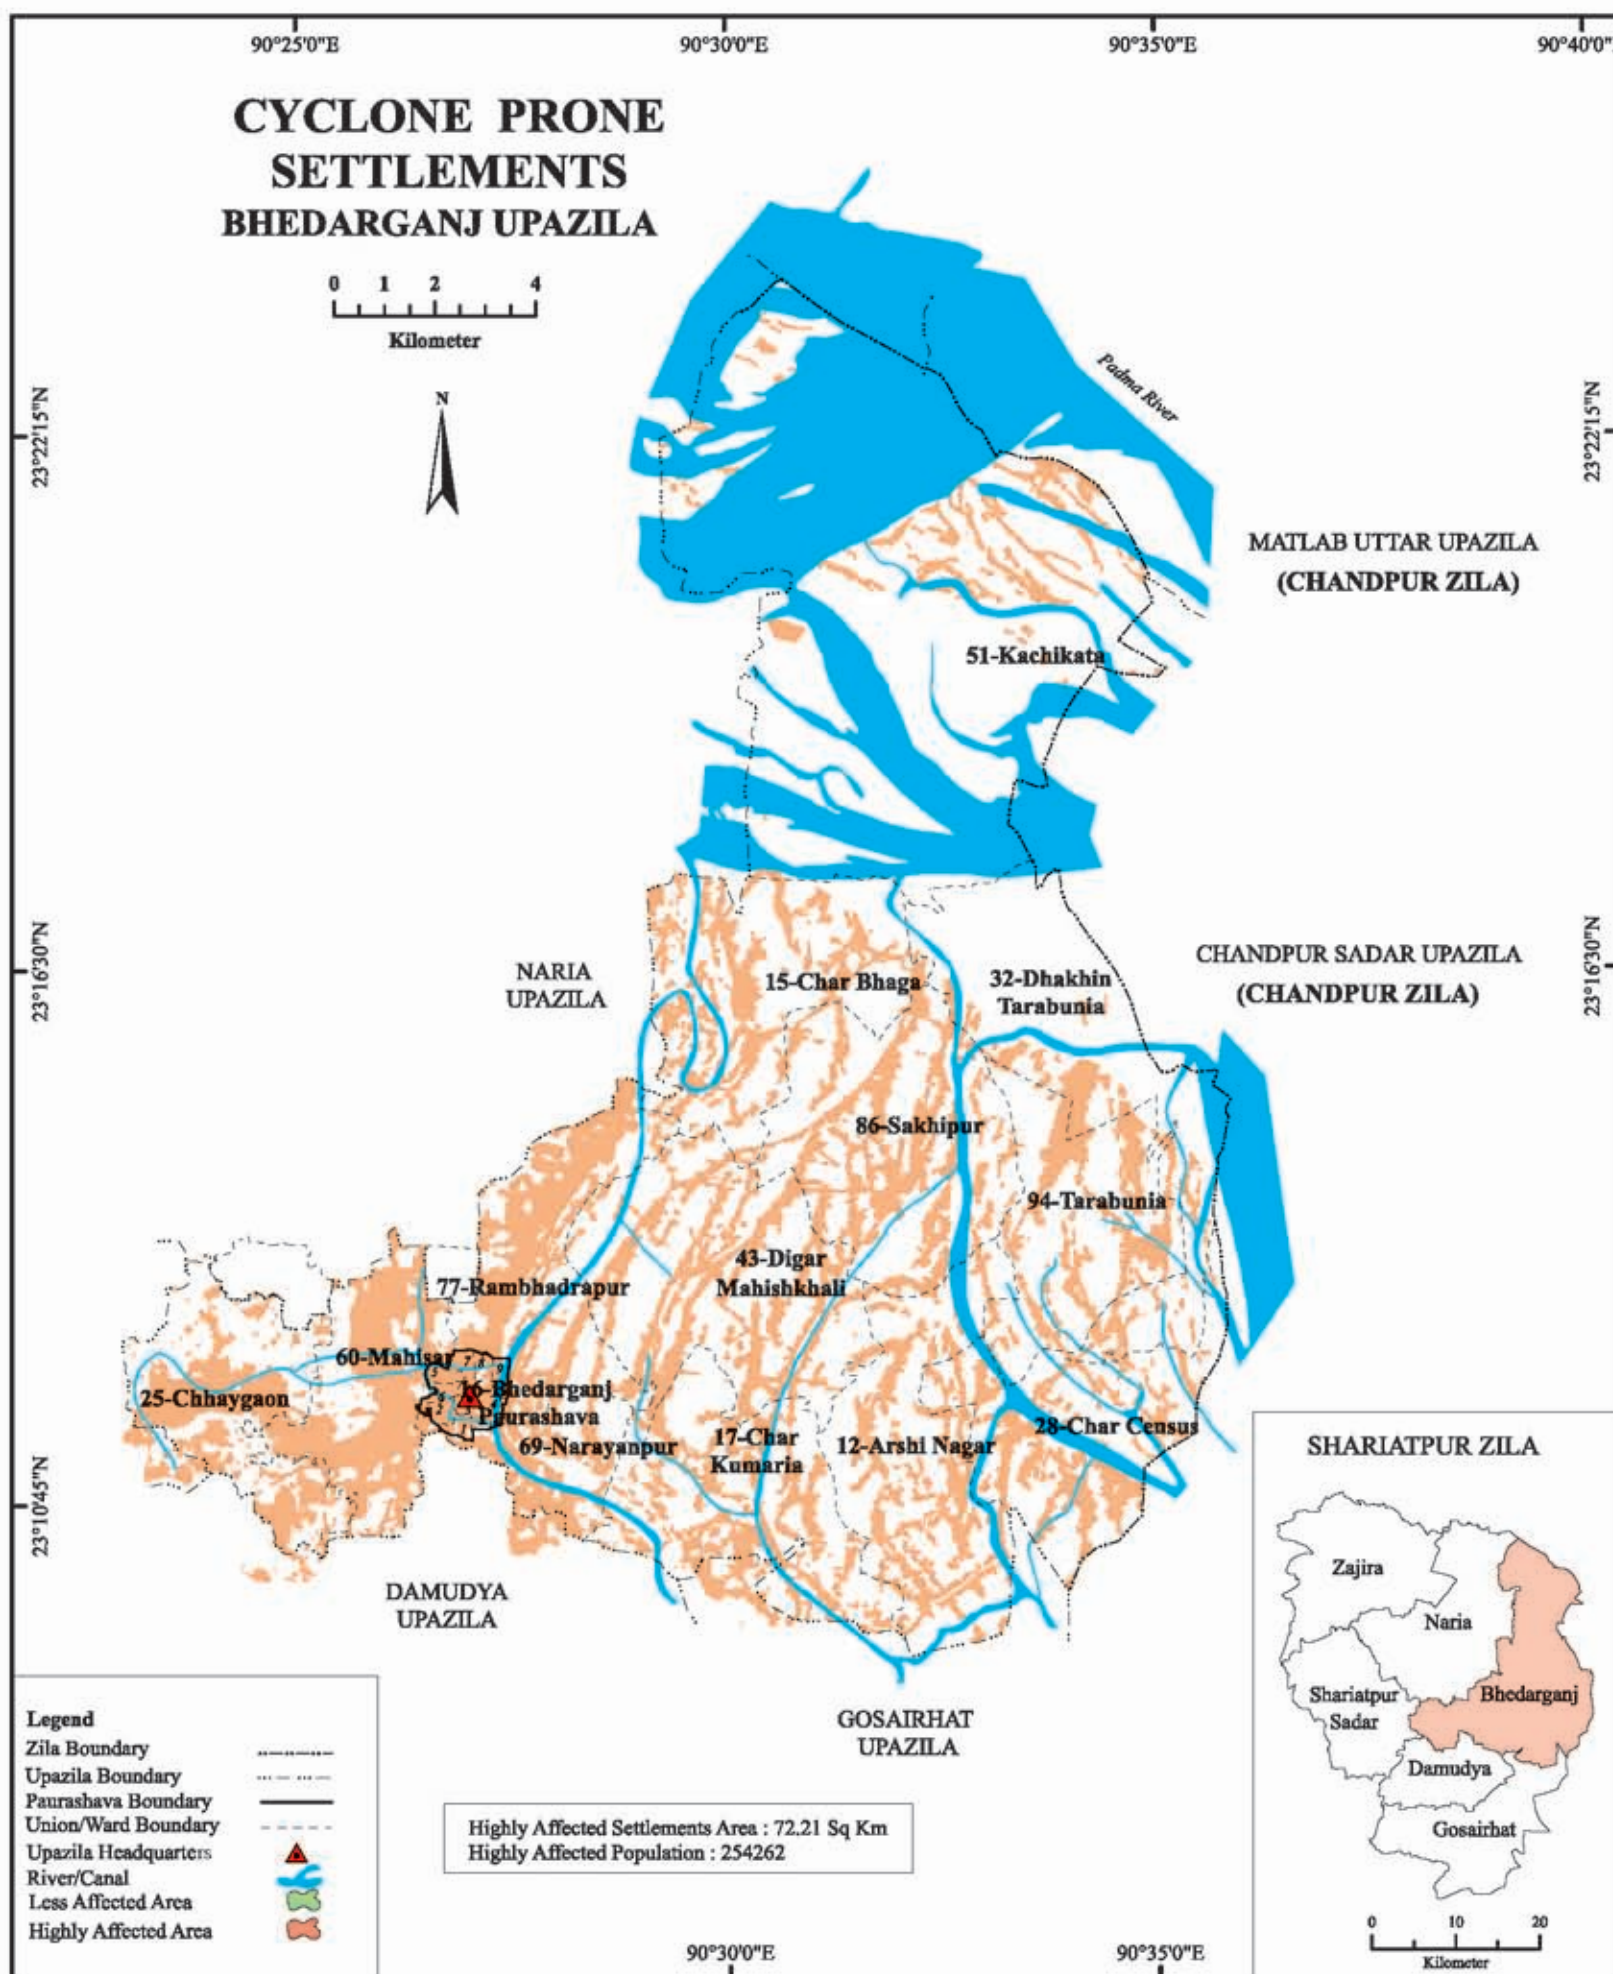 90°25'0"E
90°30'0"E
90°35'0"E
90°40'0"
CYCLONE PRONE
SETTLEMENTS
BHEDARGANJ UPAZILA
0 1 2 4
Kilometer
N
Padma River
23°22'15"N
23°22'15"N
MATLAB UTTAR UPAZILA
(CHANDPUR ZILA)
51-Kachikata
23°16'30"N
23°16'30"N
NARIA
UPAZILA
15-Char Bhaga
32-Dhakhin
Tarabunia
CHANDPUR SADAR UPAZILA
(CHANDPUR ZILA)
86-Sakhipur
94-Tarabunia
43-Digar
Mahishkhali
77-Rambhadrapur
60-Mahisar
25-Chhaygaon
16-Bhedarganj
Paurashava
69-Narayanpur
17-Char
Kumaria
12-Arshi Nagar
28-Char Census
23°10'45"N
DAMUDYA
UPAZILA
GOSAIRHAT
UPAZILA
Legend
Zila Boundary
Upazila Boundary
Paurashava Boundary
Union/Ward Boundary
Upazila Headquarters
River/Canal
Less Affected Area
Highly Affected Area
Highly Affected Settlements Area : 72.21 Sq Km
Highly Affected Population : 254262
SHARIATPUR ZILA
Zajira
Naria
Shariatpur
Sadar
Bhedarganj
Damudya
Gosairhat
0 10 20
Kilometer
90°30'0"E
90°35'0"E